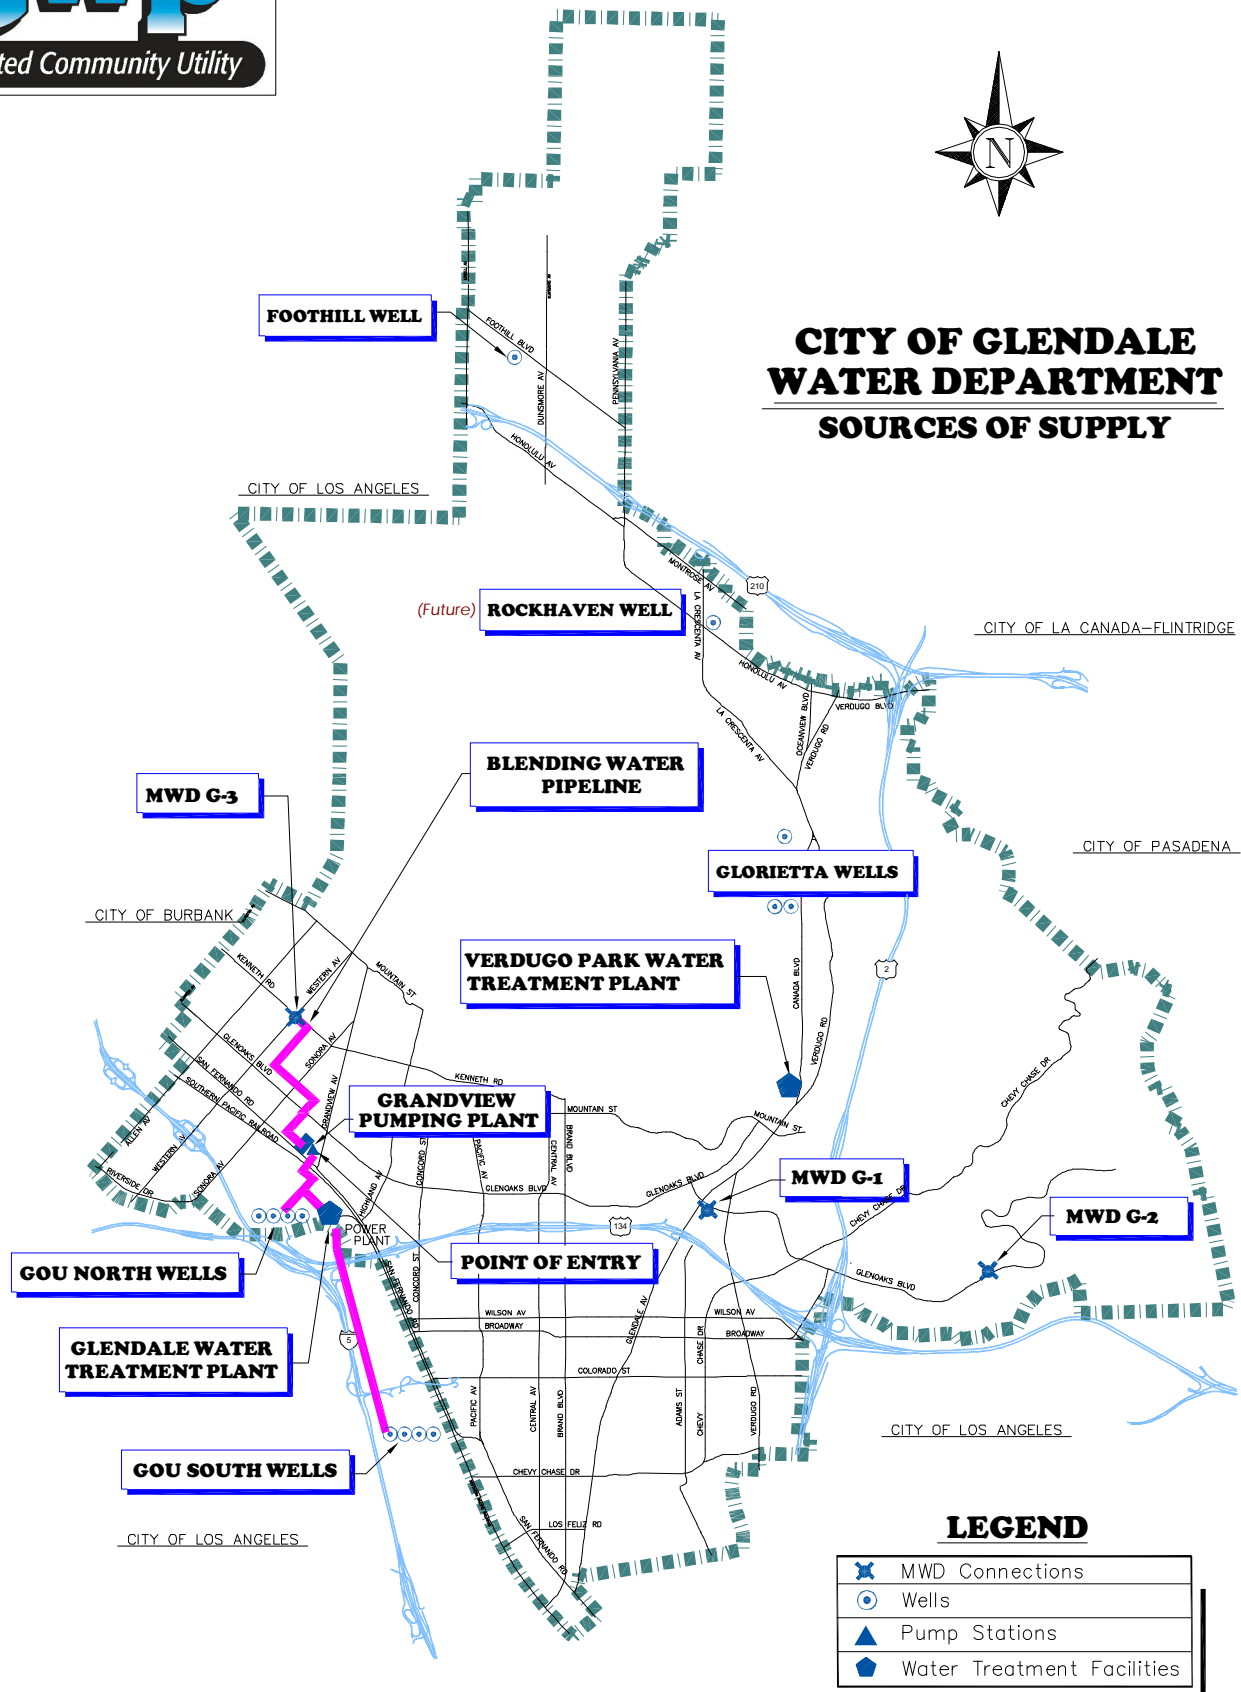 ted Community Utility
N
CITY OF GLENDALE
WATER DEPARTMENT
SOURCES OF SUPPLY
FOOTHILL WELL
FOOTHILL BLVD
DUNSMORE AV
PENNSYLVANIA AV
HONOLULU AV
CITY OF LOS ANGELES
MONTROSE AV
210
(Future)
ROCKHAVEN WELL
LA CRESCENTA AV
CITY OF LA CANADA-FLINTRIDGE
HONOLULU AV
VERDUGO BLVD
OCEANVIEW BLVD
VERDUGO RD
LA CRESCENTA AV
BLENDING WATER
PIPELINE
MWD G-3
CITY OF PASADENA
GLORIETTA WELLS
CITY OF BURBANK
VERDUGO PARK WATER
TREATMENT PLANT
2
CANADA BLVD
VERDUGO RD
KENNETH RD
WESTERN AV
MOUNTAIN ST
GLENOAKS BLVD
SONORA AV
SAN FERNANDO RD
SOUTHERN PACIFIC RAILROAD
GRANDVIEW AV
KENNETH RD
CHEVY CHASE DR
GRANDVIEW
PUMPING PLANT
MOUNTAIN ST
MOUNTAIN ST
ALLEN AV
WESTERN AV
SONORA AV
RIVERSIDE DR
HIGHLAND AV
CONCORD ST
PACIFIC AV
CENTRAL AV
BRAND BLVD
GLENOAKS BLVD
GLENOAKS BLVD
MWD G-1
CHEVY CHASE DR
MWD G-2
134
POWER
PLANT
GOU NORTH WELLS
POINT OF ENTRY
GLENOAKS BLVD
SAN FERNANDO
CONCORD ST
WILSON AV
WILSON AV
BROADWAY
BROADWAY
GLENDALE AV
CHASE DR
5
GLENDALE WATER
TREATMENT PLANT
COLORADO ST
PACIFIC AV
CENTRAL AV
BRAND BLVD
ADAMS ST
CHEVY
VERDUGO RD
CITY OF LOS ANGELES
GOU SOUTH WELLS
CHEVY CHASE DR
LOS FELIZ RD
SAN FERNANDO RD
CITY OF LOS ANGELES
LEGEND
MWD Connections
Wells
Pump Stations
Water Treatment Facilities